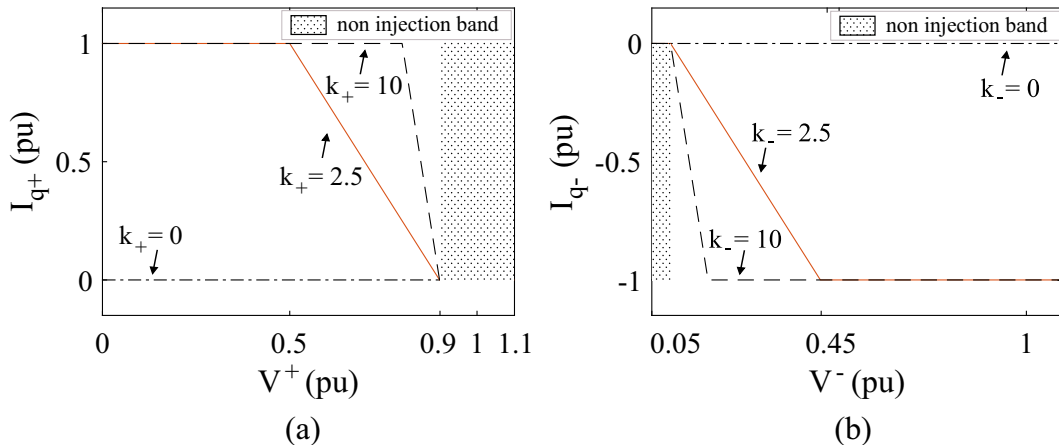 non injection band
1
k₊= 10
0.5
k₊= 2.5
k₊= 0
0
I_q+ (pu)
0 0.5 0.9 1 1.1
V⁺ (pu)
(a)
non injection band
0
k₋= 0
k₋= 2.5
-0.5
k₋= 10
-1
I_q- (pu)
0.05 0.45 1
V⁻ (pu)
(b)